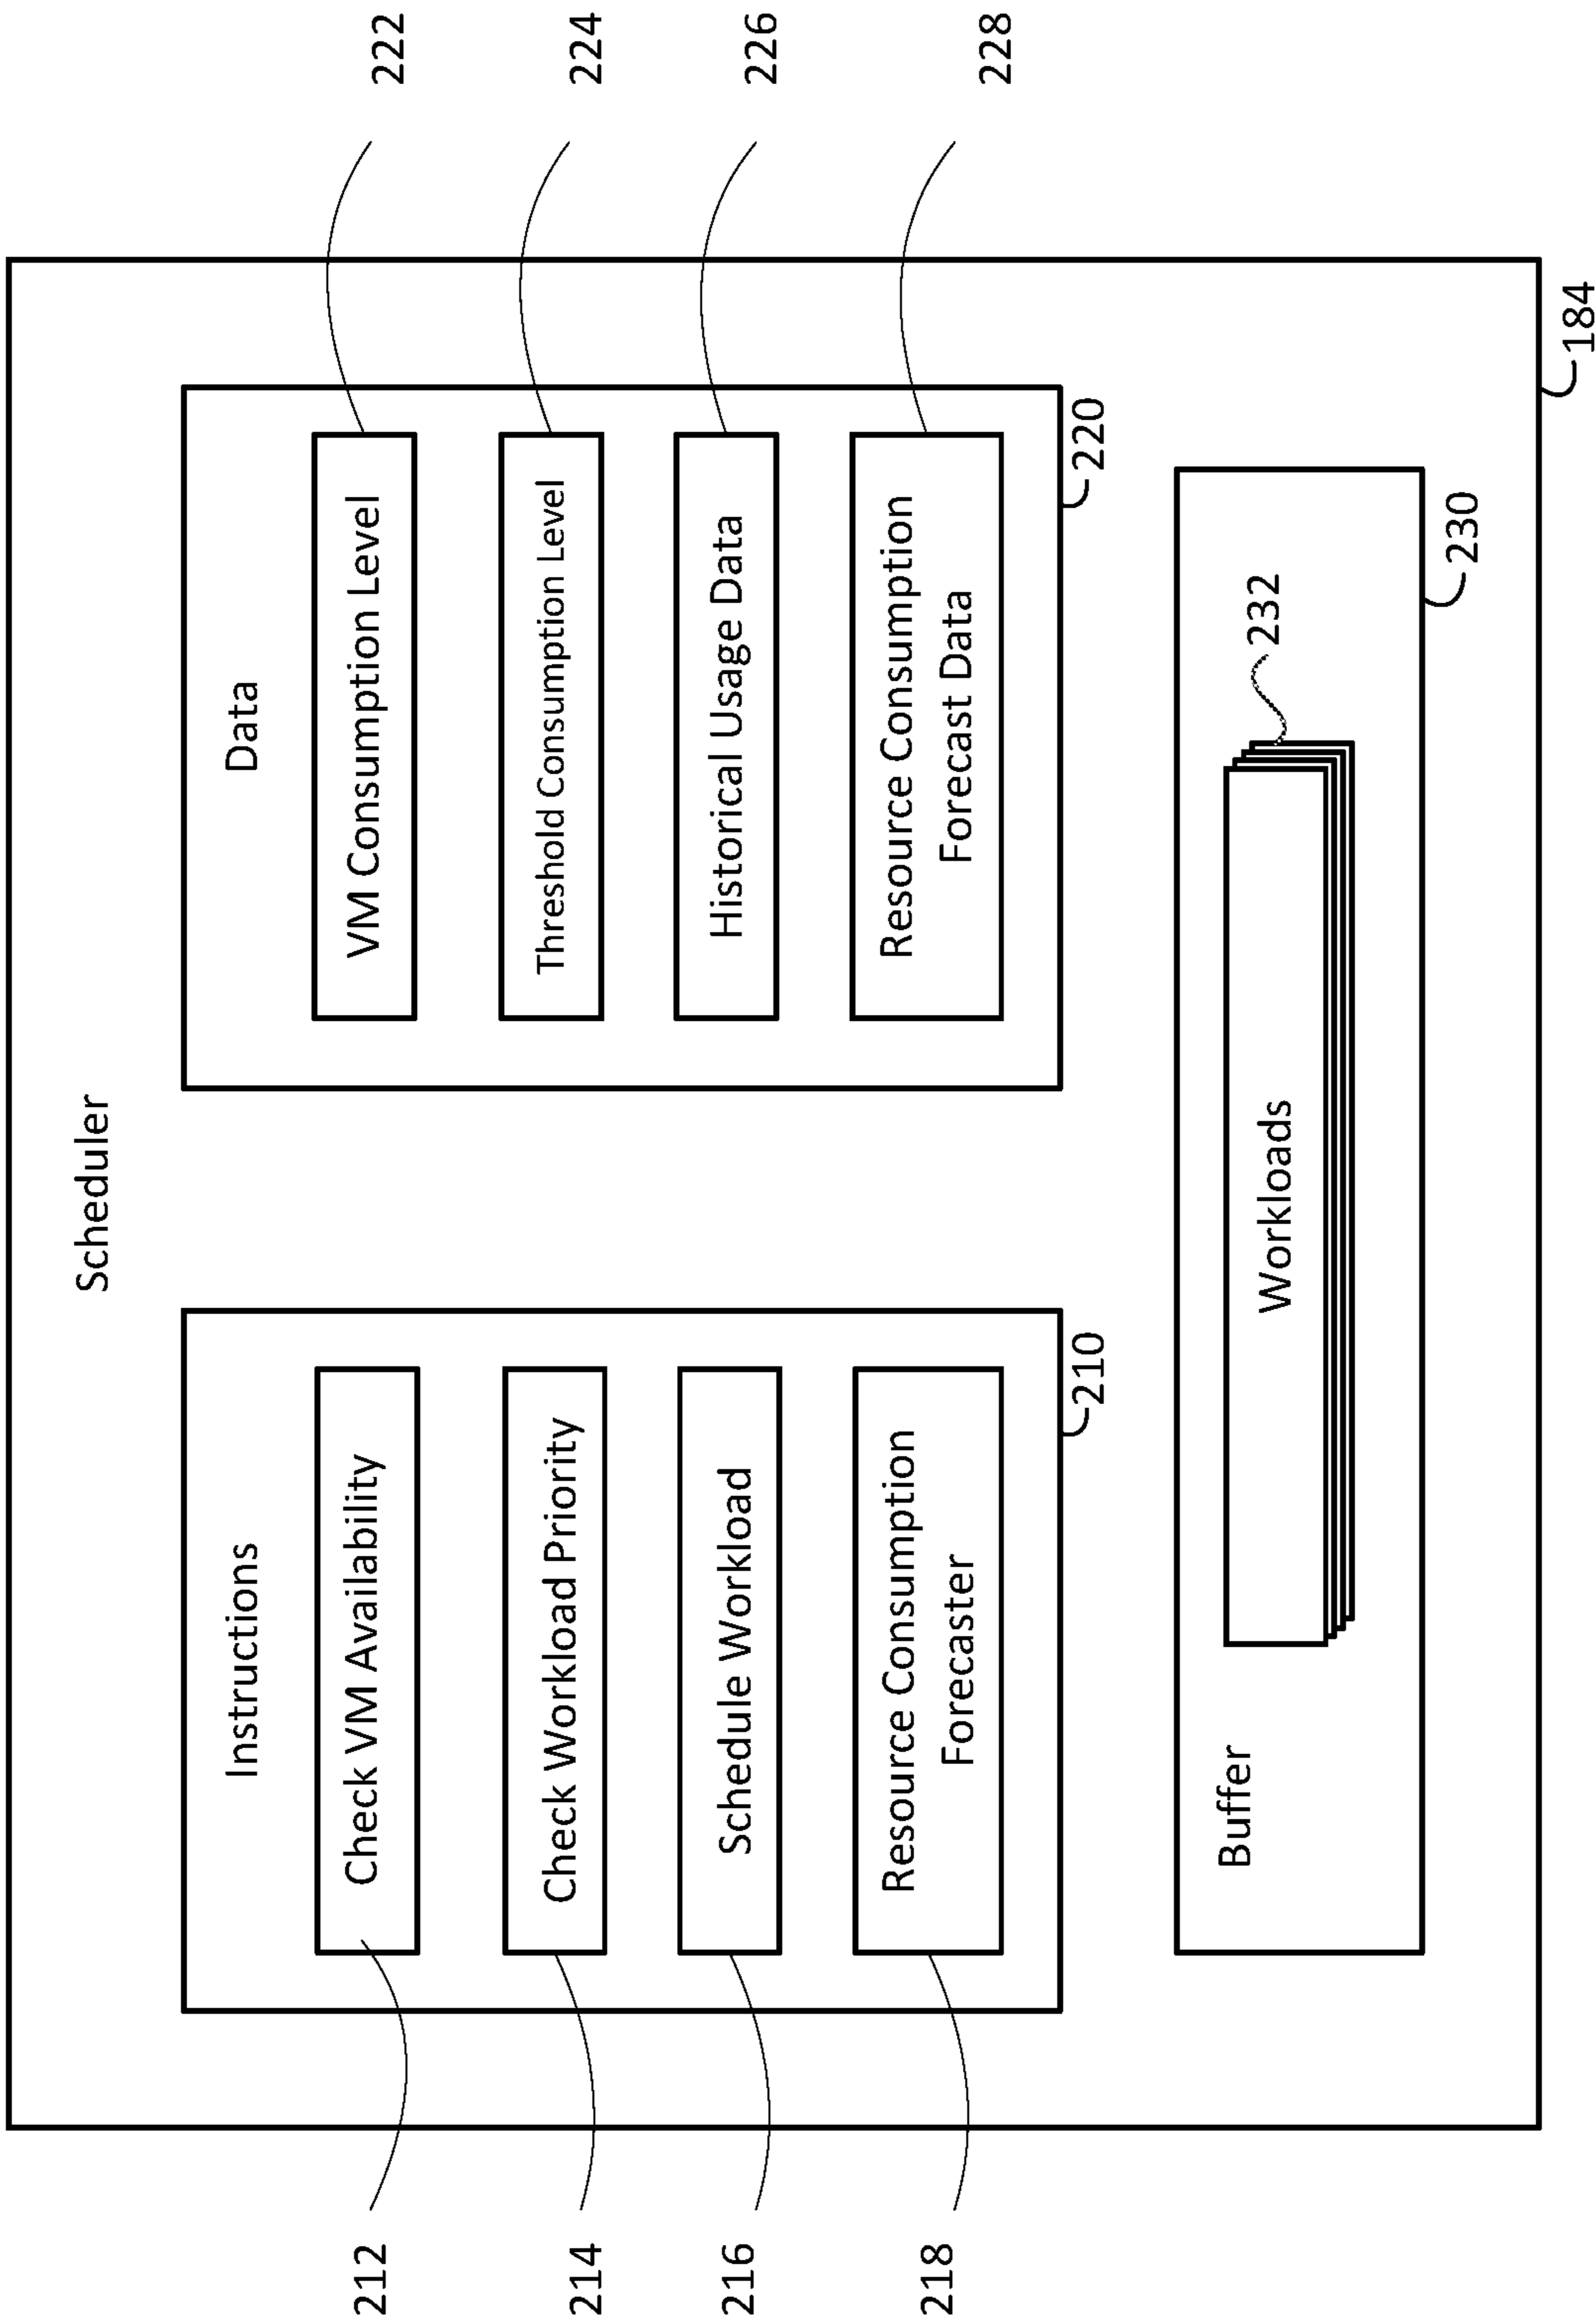 Scheduler
Instructions
212
Check VM Availability
214
Check Workload Priority
216
Schedule Workload
218
Resource Consumption
Forecaster
210
Data
VM Consumption Level
222
Threshold Consumption Level
224
Historical Usage Data
226
Resource Consumption
Forecast Data
228
220
Buffer
Workloads
232
230
184